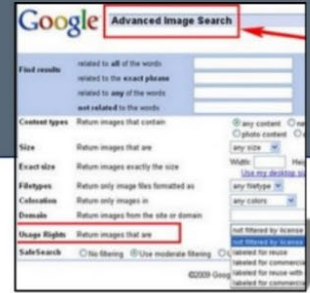 Google Advanced Image Search
Find results related to all of the words
related to the exact phrase
related to any of the words
not related to the words
Content types Return images that contain any content
photo content
Size Return images that are any size
Exact size Return images exactly the size Width: Heig
Use my desktop si
Filetypes Return only image files formatted as any filetype
Coloration Return only images in any colors
Domain Return images from the site or domain
Usage Rights Return images that are not filtered by license
not filtered by license
labeled for reuse
labeled for commercia
labeled for reuse with
labeled for commercia
SafeSearch No filtering Use moderate filtering
©2009 Goog